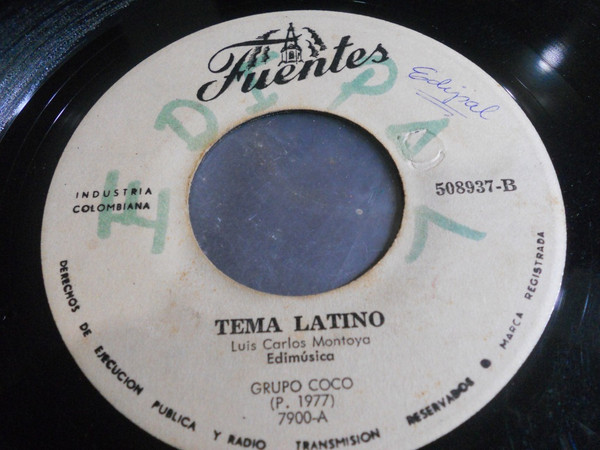 Fuentes
Edipal
EDIPAL
508937-B
INDUSTRIA
COLOMBIANA
TEMA LATINO
Luis Carlos Montoya
Edimúsica
GRUPO COCO
(P. 1977)
7900-A
DERECHOS DE EJECUCION PUBLICA Y RADIO TRANSMISION RESERVADOS ● MARCA REGISTRADA